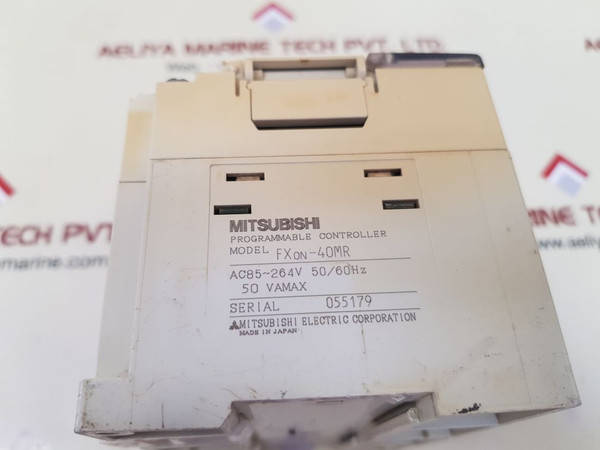 AELIYA MARINE TECH PVT. LTD.
MITSUBISHI
PROGRAMMABLE CONTROLLER
MODEL FX0N-40MR
AC85~264V 50/60Hz
50 VAMAX
SERIAL 055179
MITSUBISHI ELECTRIC CORPORATION
MADE IN JAPAN